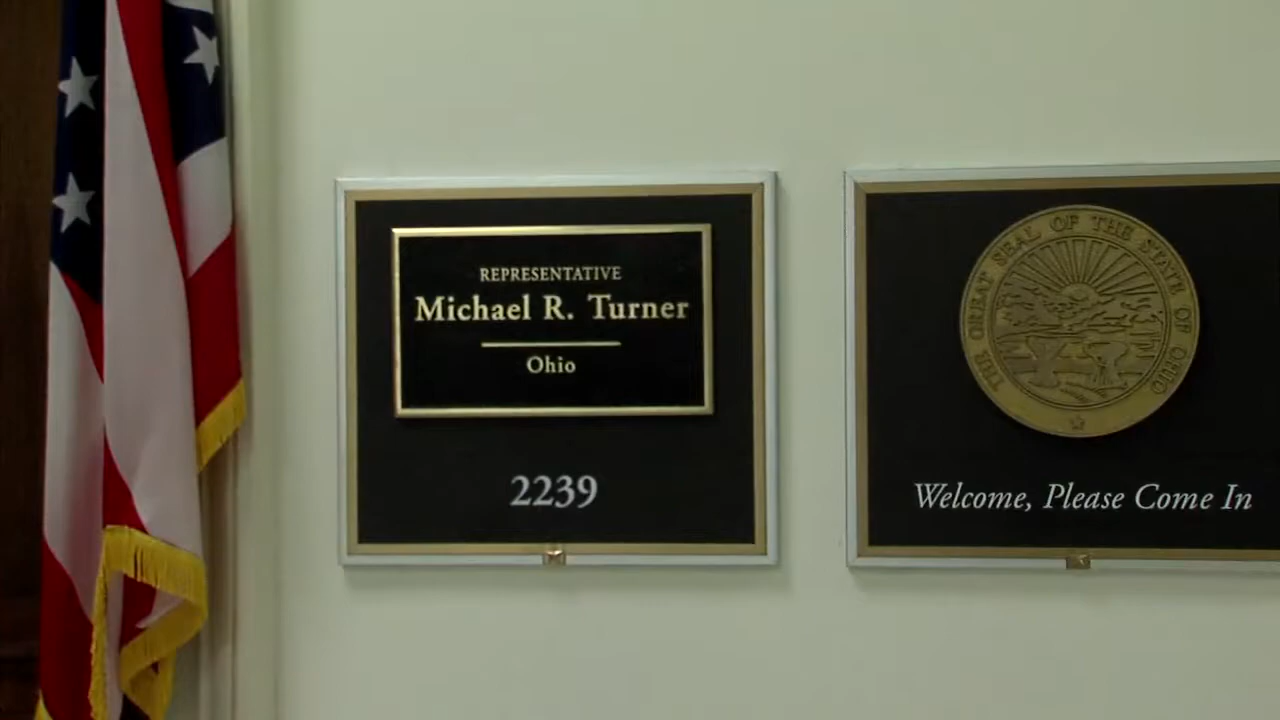 REPRESENTATIVE
Michael R. Turner
Ohio
2239
THE GREAT SEAL OF THE STATE OF OHIO
Welcome, Please Come In